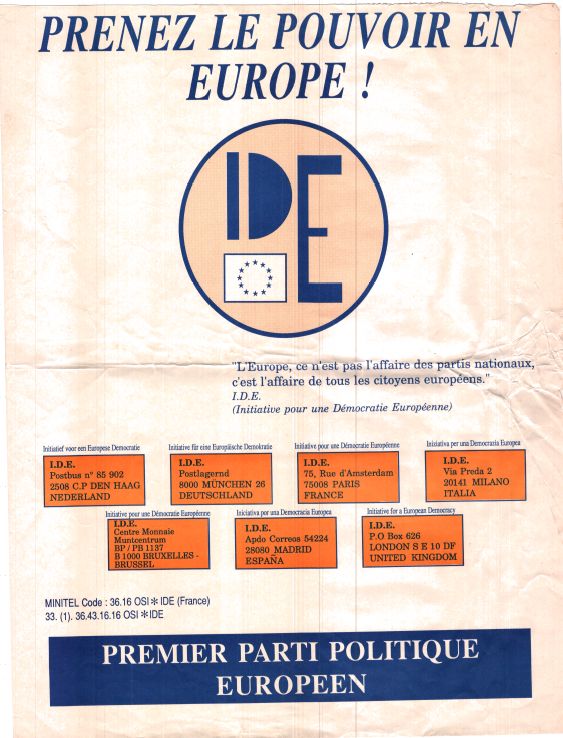 PRENEZ LE POUVOIR EN
EUROPE !
IDE
"L'Europe, ce n'est pas l'affaire des partis nationaux,
c'est l'affaire de tous les citoyens européens."
I.D.E.
(Initiative pour une Démocratie Européenne)
Initiatief voor een Europese Democratie
I.D.E.
Postbus n° 85 902
2508 C.P DEN HAAG
NEDERLAND
Initiative für eine Europäische Demokratie
I.D.E.
Postlagernd
8000 MÜNCHEN 26
DEUTSCHLAND
Initiative pour une Démocratie Européenne
I.D.E.
75, Rue d'Amsterdam
75008 PARIS
FRANCE
Iniziativa per una Democrazia Europea
I.D.E.
Via Preda 2
20141 MILANO
ITALIA
Initiative pour une Démocratie Européenne
I.D.E.
Centre Monnaie
Muntcentrum
BP / PB 1137
B 1000 BRUXELLES -
BRUSSEL
Iniciativa por una Democracia Europea
I.D.E.
Apdo Correos 54224
28080 MADRID
ESPAÑA
Initiative for a European Democracy
I.D.E.
P.O Box 626
LONDON S E 10 DF
UNITED KINGDOM
MINITEL Code : 36.16 OSI * IDE (France)
33. (1). 36.43.16.16 OSI * IDE
PREMIER PARTI POLITIQUE
EUROPEEN